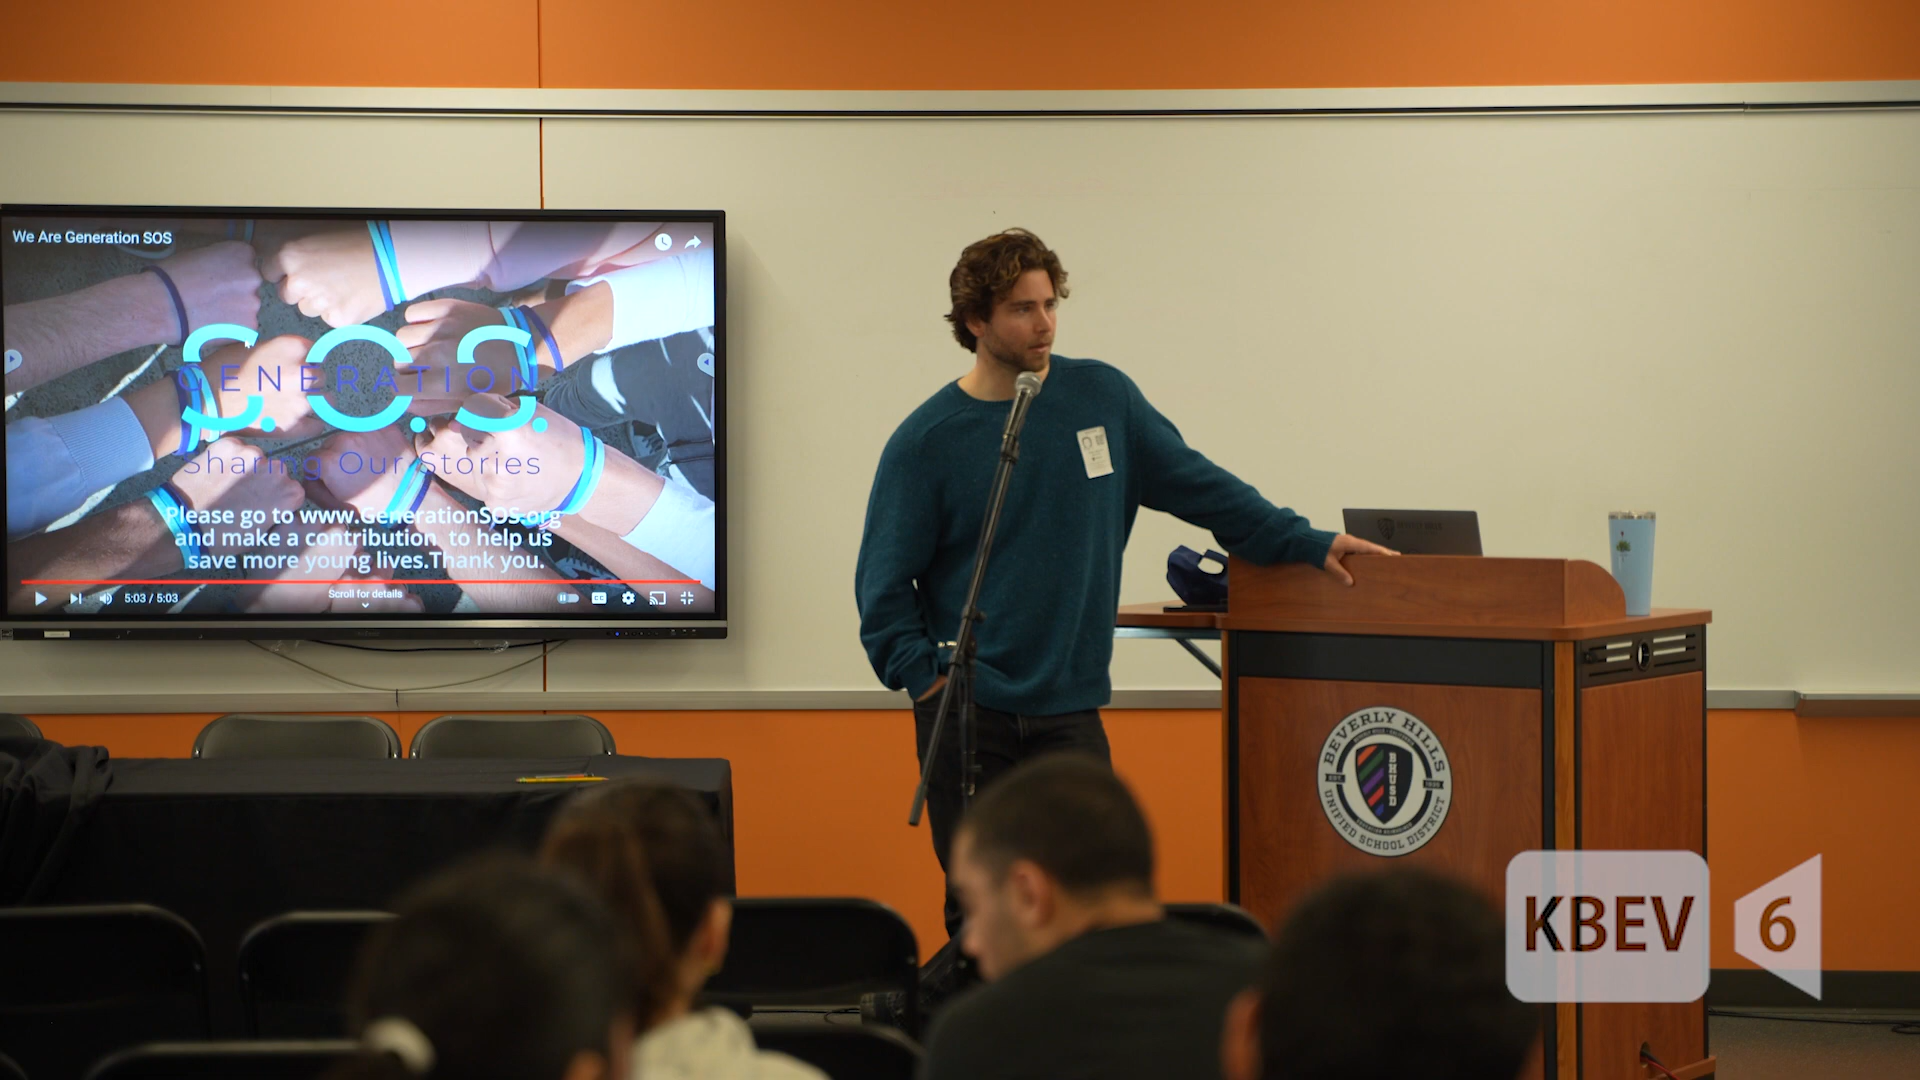 We Are Generation SOS
S.O.S.
GENERATION
Sharing Our Stories
Please go to www.GenerationSOS.org
and make a contribution to help us
save more young lives.Thank you.
5:03 / 5:03
Scroll for details
CC
BEVERLY HILLS
EST.
BHUSD
UNIFIED SCHOOL DISTRICT
KBEV 6